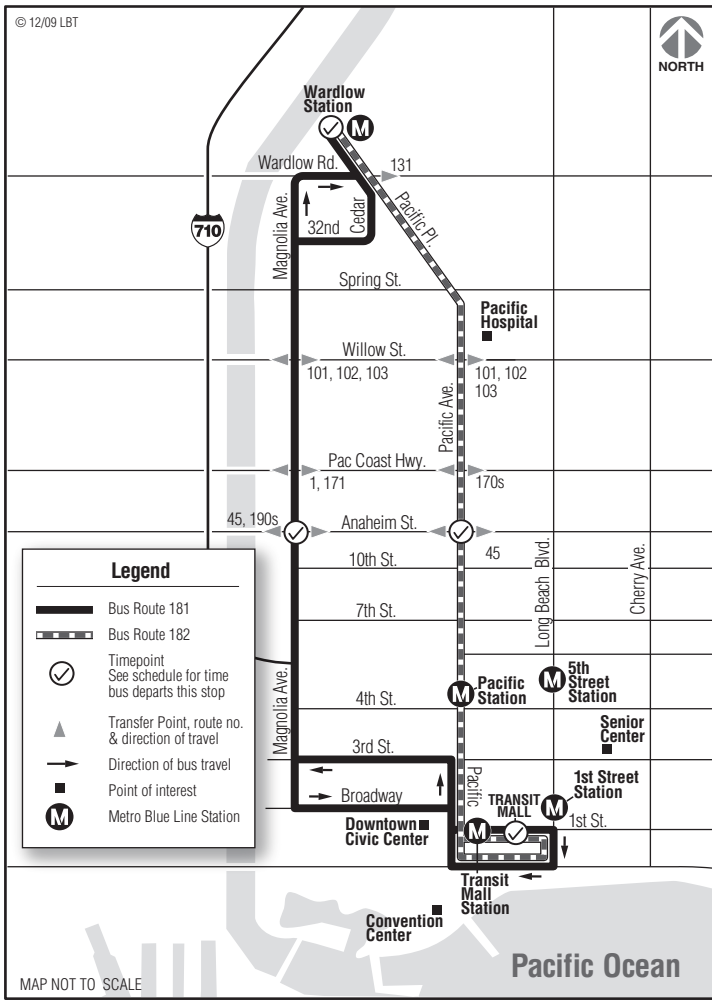 © 12/09 LBT
NORTH
Wardlow
Station
M
Wardlow Rd.
131
Magnolia Ave.
32nd
Cedar
Pacific Pl.
710
Spring St.
Pacific
Hospital
Willow St.
101, 102, 103
101, 102
103
Pacific Ave.
Pac Coast Hwy.
1, 171
170s
45, 190s
Anaheim St.
45
10th St.
Long Beach Blvd.
Cherry Ave.
7th St.
Legend
Bus Route 181
Bus Route 182
Timepoint
See schedule for time
bus departs this stop
Transfer Point, route no.
& direction of travel
Direction of bus travel
Point of interest
M
Metro Blue Line Station
Magnolia Ave.
M
Pacific
Station
M
5th
Street
Station
4th St.
Senior
Center
3rd St.
Pacific
Broadway
TRANSIT
MALL
M
1st Street
Station
1st St.
Downtown
Civic Center
M
Transit
Mall
Station
Convention
Center
Pacific Ocean
MAP NOT TO SCALE